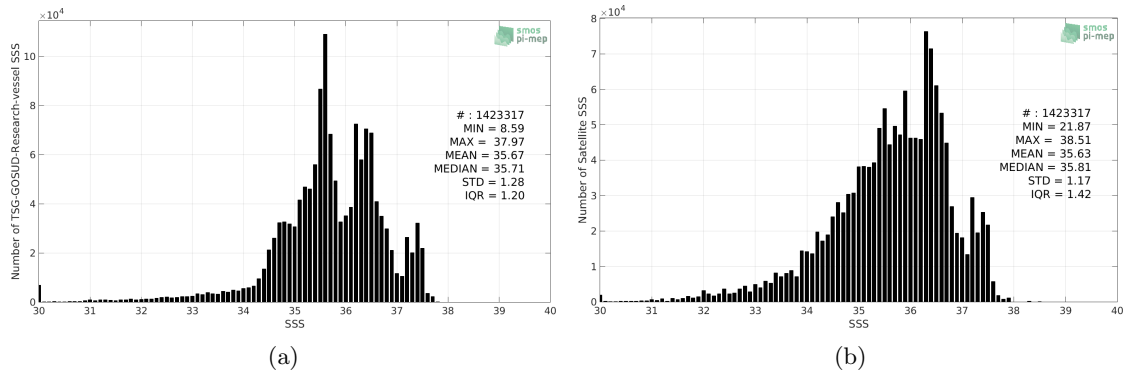 ×10⁴
smos
pi-mep
Number of TSG-GOSUD-Research-vessel SSS
10
8
6
4
2
0
# : 1423317
MIN = 8.59
MAX = 37.97
MEAN = 35.67
MEDIAN = 35.71
STD = 1.28
IQR = 1.20
30 31 32 33 34 35 36 37 38 39 40
SSS
(a)
×10⁴
smos
pi-mep
Number of Satellite SSS
8
7
6
5
4
3
2
1
0
# : 1423317
MIN = 21.87
MAX = 38.51
MEAN = 35.63
MEDIAN = 35.81
STD = 1.17
IQR = 1.42
30 31 32 33 34 35 36 37 38 39 40
SSS
(b)